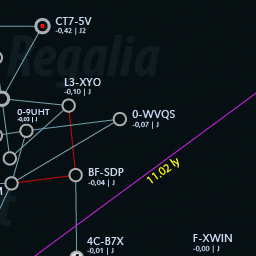 CT7-5V
-0,42 | J2
Regalia
L3-XYO
-0,10 | J
0-9UHT
-0,03 | J
0-WVQS
-0,07 | J
11.02 ly
BF-SDP
-0,04 | J
F-XWIN
-0,00 | J
4C-B7X
-0,01 | J